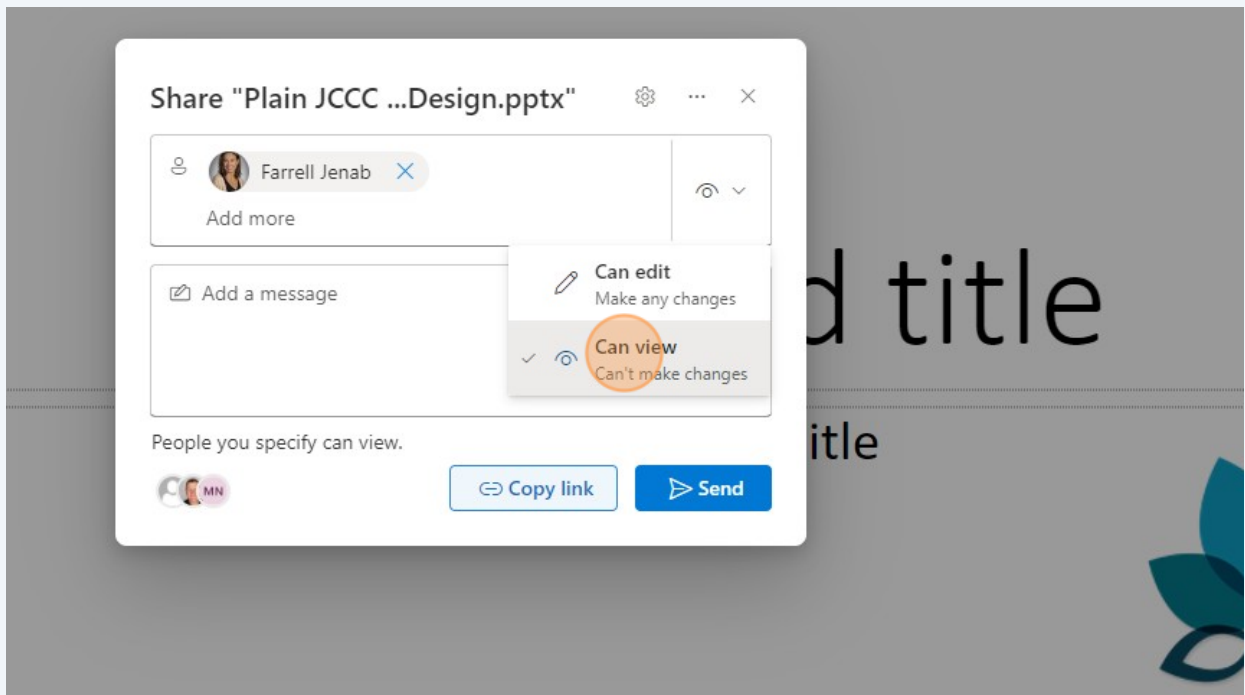 Share "Plain JCCC ...Design.pptx"
Farrell Jenab
Add more
Add a message
Can edit
Make any changes
Can view
Can't make changes
People you specify can view.
MN
Copy link
Send
d title
itle